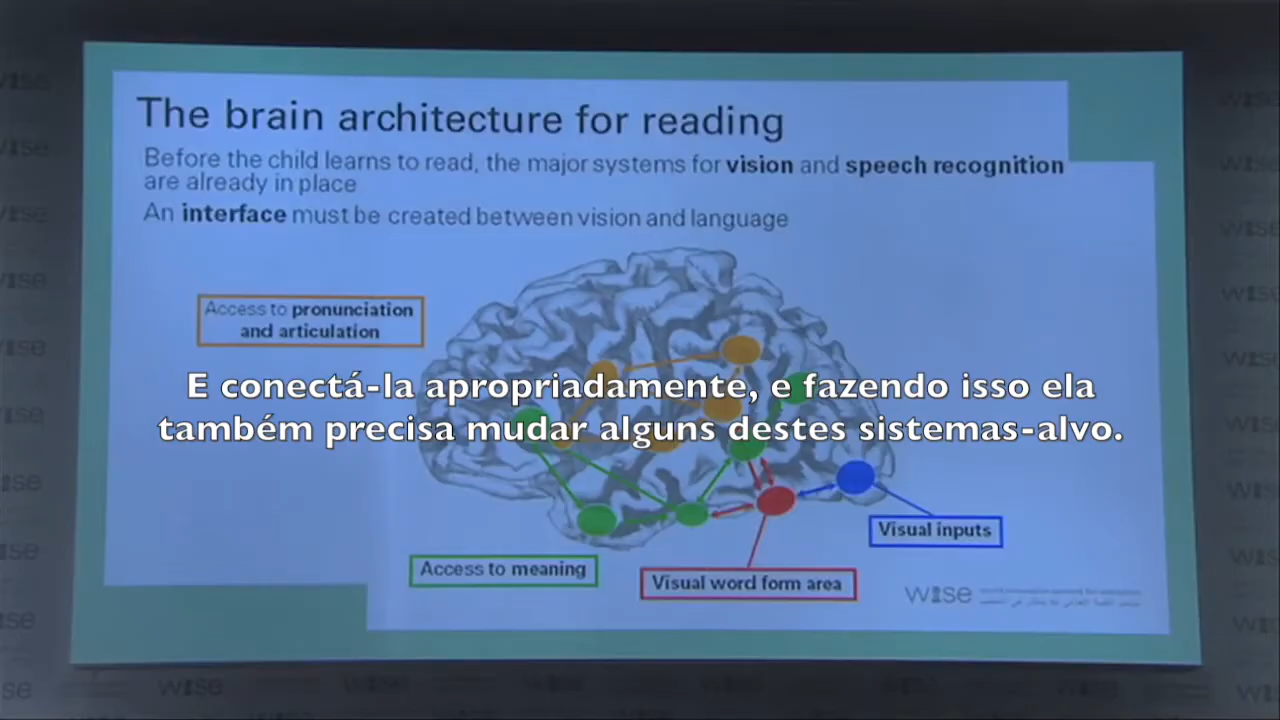 The brain architecture for reading
Before the child learns to read, the major systems for vision and speech recognition
are already in place
An interface must be created between vision and language
Access to pronunciation
and articulation
E conectá-la apropriadamente, e fazendo isso ela
também precisa mudar alguns destes sistemas-alvo.
Visual inputs
Access to meaning
Visual word form area
wise
wise